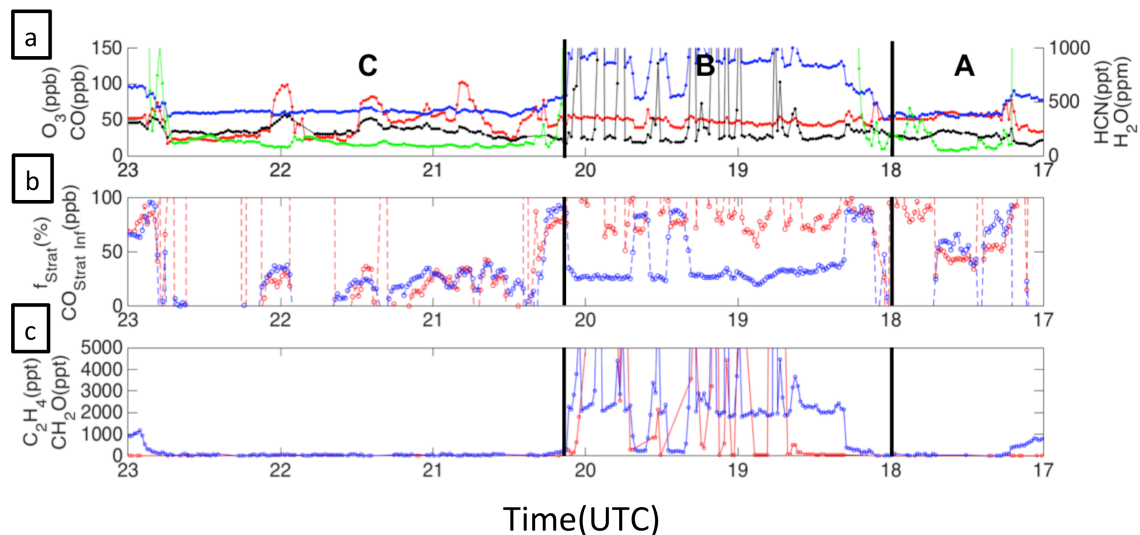 a
150
100
50
0
O3(ppb)
CO(ppb)
C
B
A
1000
500
0
HCN(ppt)
H2O(ppm)
23 22 21 20 19 18 17
b
100
50
0
fStrat(%)
COStrat Inf(ppb)
23 22 21 20 19 18 17
c
5000
4000
3000
2000
1000
0
C2H4(ppt)
CH2O(ppt)
23 22 21 20 19 18 17
Time(UTC)